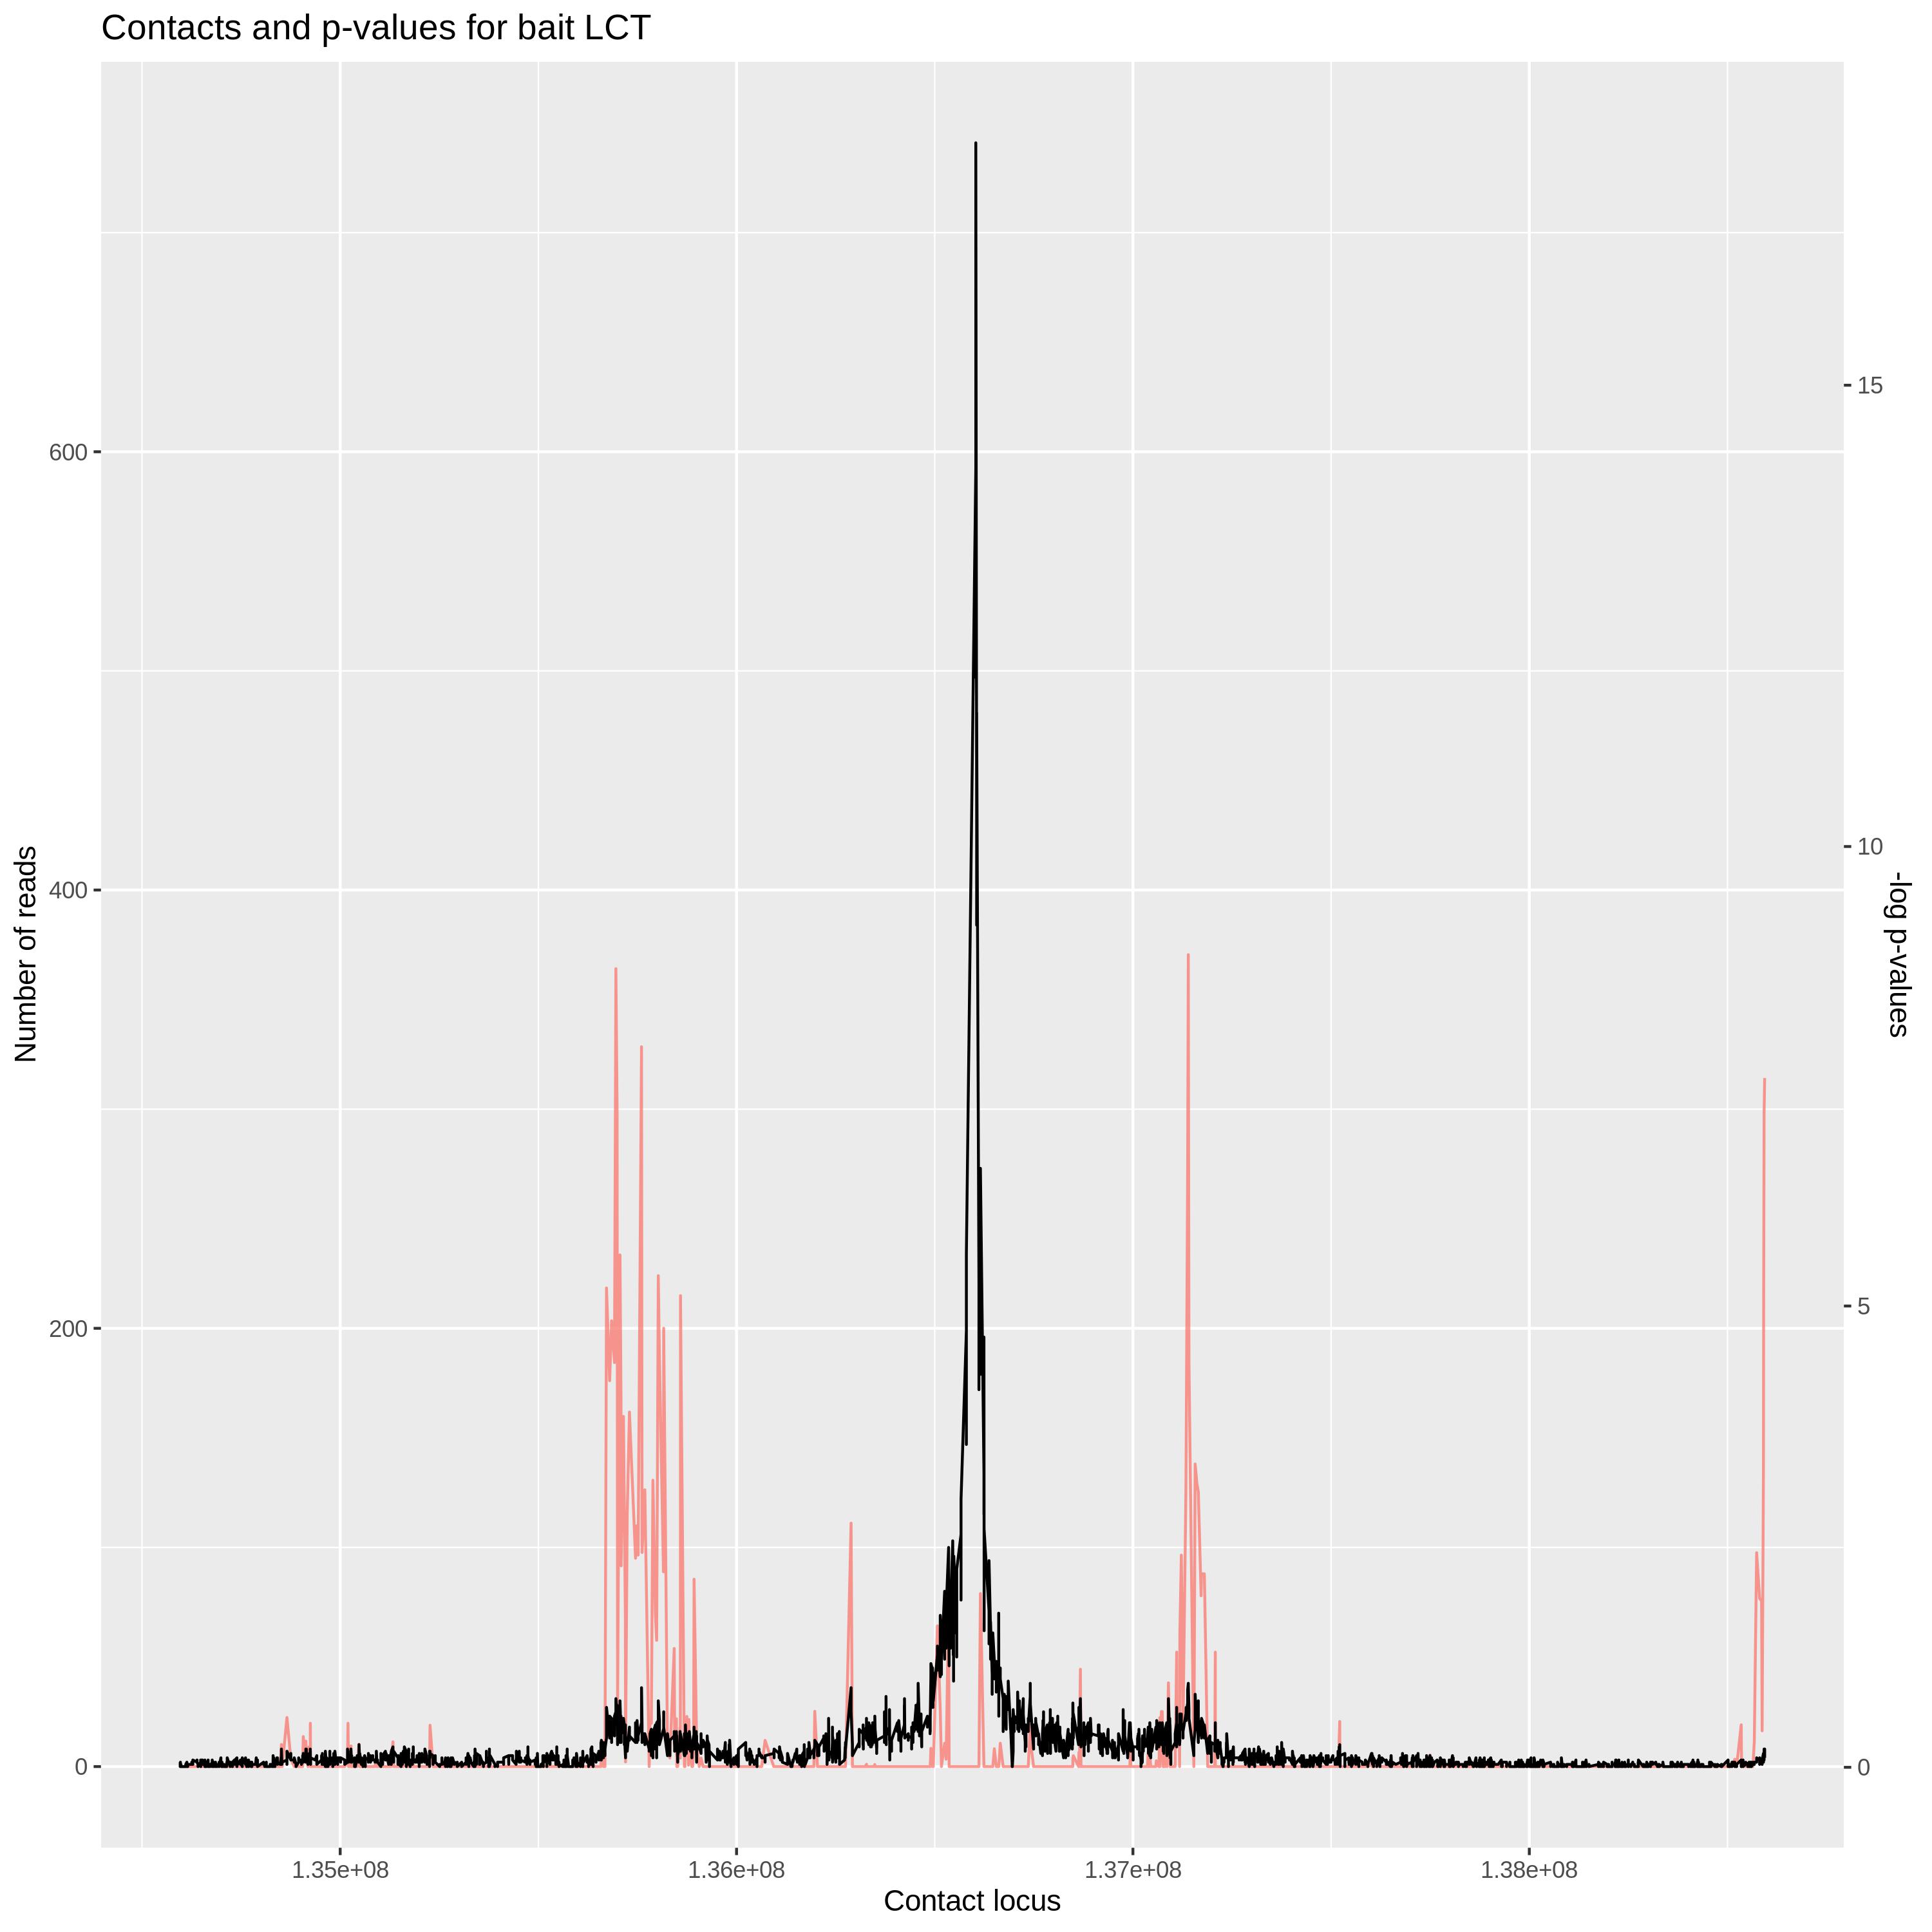 Contacts and p-values for bait LCT
Number of reads
600
400
200
0
15
10
5
0
-log p-values
1.35e+08
1.36e+08
1.37e+08
1.38e+08
Contact locus